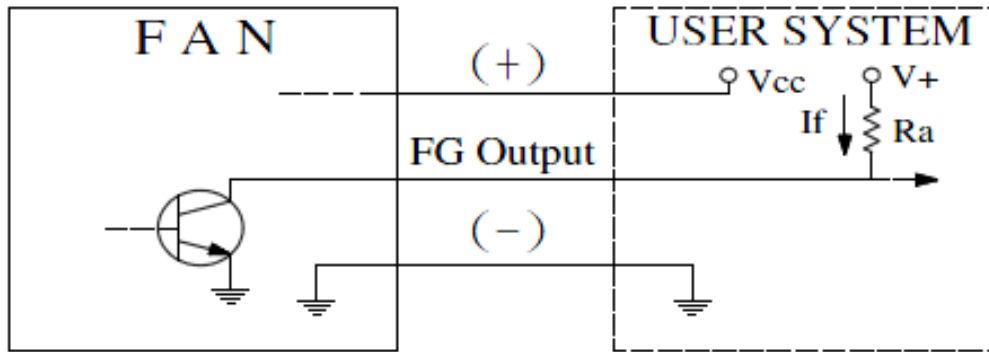 F A N
USER SYSTEM
(+)
Vcc
V+
If
Ra
FG Output
(-)